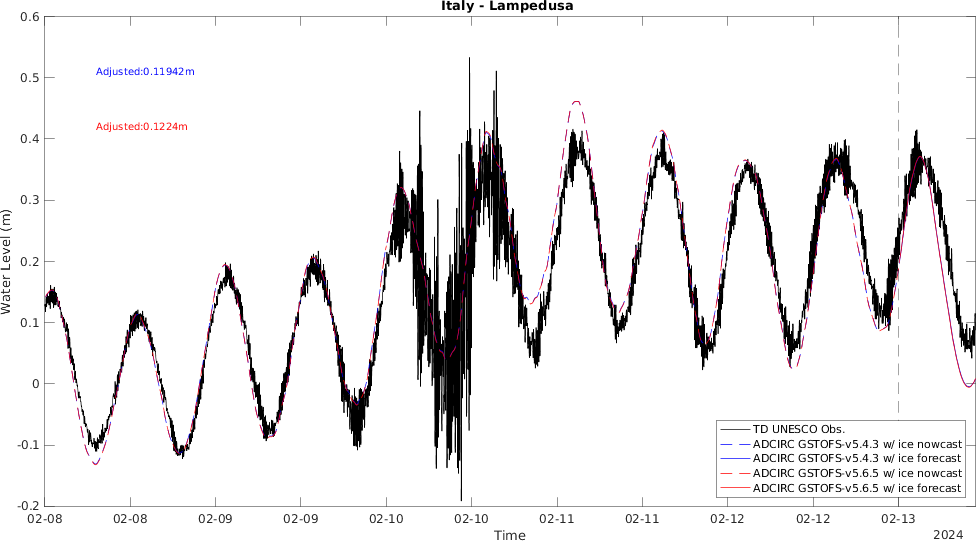 Italy - Lampedusa
0.6
0.5
0.4
0.3
0.2
0.1
0
-0.1
-0.2
Water Level (m)
Adjusted:0.11942m
Adjusted:0.1224m
TD UNESCO Obs.
ADCIRC GSTOFS-v5.4.3 w/ ice nowcast
ADCIRC GSTOFS-v5.4.3 w/ ice forecast
ADCIRC GSTOFS-v5.6.5 w/ ice nowcast
ADCIRC GSTOFS-v5.6.5 w/ ice forecast
02-08 02-08 02-09 02-09 02-10 02-10 02-11 02-11 02-12 02-12 02-13
Time
2024